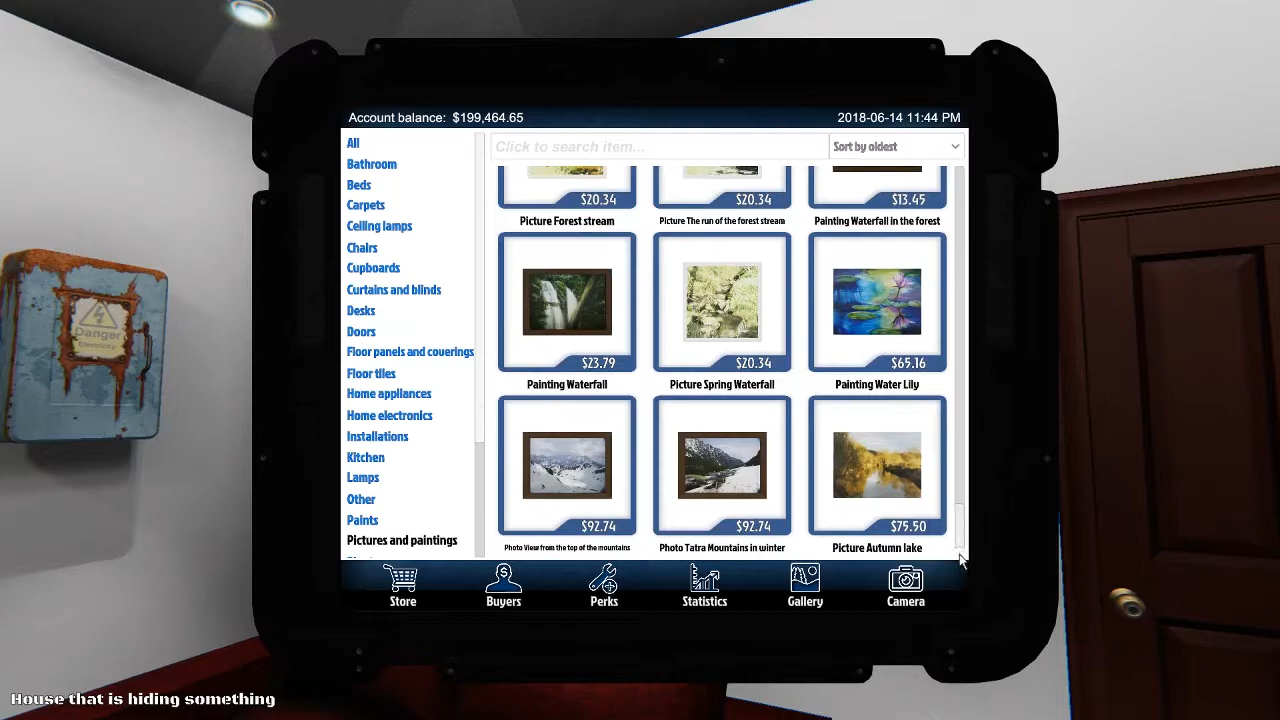 Account balance: $199,464.65
2018-06-14 11:44 PM
All
Bathroom
Beds
Carpets
Ceiling lamps
Chairs
Cupboards
Curtains and blinds
Desks
Doors
Floor panels and coverings
Floor tiles
Home appliances
Home electronics
Installations
Kitchen
Lamps
Other
Paints
Pictures and paintings
Click to search item...
Sort by oldest
$20.34
$20.34
$13.45
Picture Forest stream
Picture The run of the forest stream
Painting Waterfall in the forest
$23.79
$20.34
$65.16
Painting Waterfall
Picture Spring Waterfall
Painting Water Lily
$92.74
$92.74
$75.50
Photo View from the top of the mountains
Photo Tatra Mountains in winter
Picture Autumn lake
Store
Buyers
Perks
Statistics
Gallery
Camera
Danger
Electricity
House that is hiding something